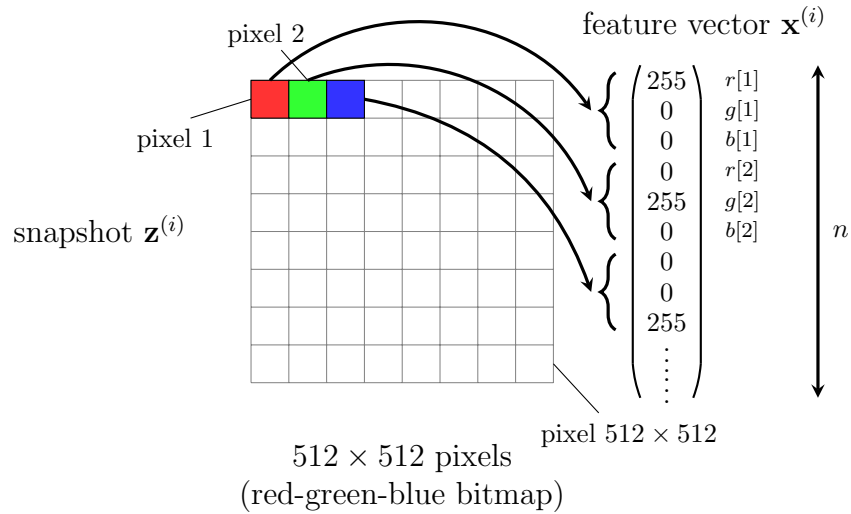 pixel 2
feature vector x^(i)
pixel 1
255 r[1]
0 g[1]
0 b[1]
0 r[2]
255 g[2]
0 b[2]
0
0
255
⋮
n
snapshot z^(i)
pixel 512 × 512
512 × 512 pixels
(red-green-blue bitmap)